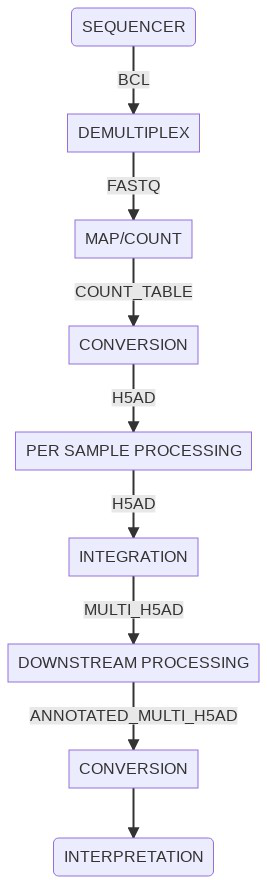 SEQUENCER
BCL
DEMULTIPLEX
FASTQ
MAP/COUNT
COUNT_TABLE
CONVERSION
H5AD
PER SAMPLE PROCESSING
H5AD
INTEGRATION
MULTI_H5AD
DOWNSTREAM PROCESSING
ANNOTATED_MULTI_H5AD
CONVERSION
INTERPRETATION